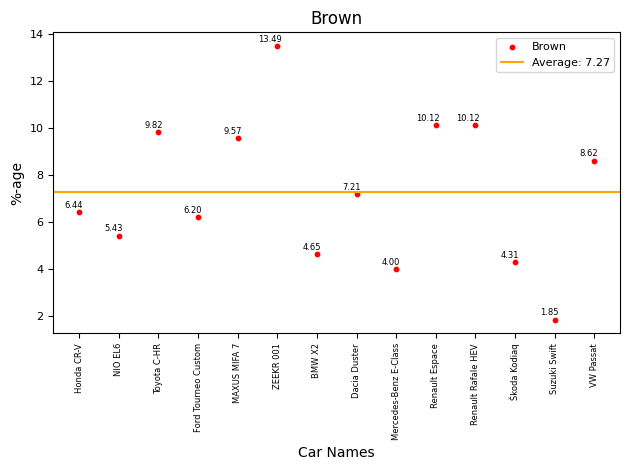 Brown
14
12
10
8
6
4
2
%-age
Brown
Average: 7.27
6.44
5.43
9.82
6.20
9.57
13.49
4.65
7.21
4.00
10.12
10.12
4.31
1.85
8.62
Honda CR-V
NIO EL6
Toyota C-HR
Ford Tourneo Custom
MAXUS MIFA 7
ZEEKR 001
BMW X2
Dacia Duster
Mercedes-Benz E-Class
Renault Espace
Renault Rafale HEV
Škoda Kodiaq
Suzuki Swift
VW Passat
Car Names